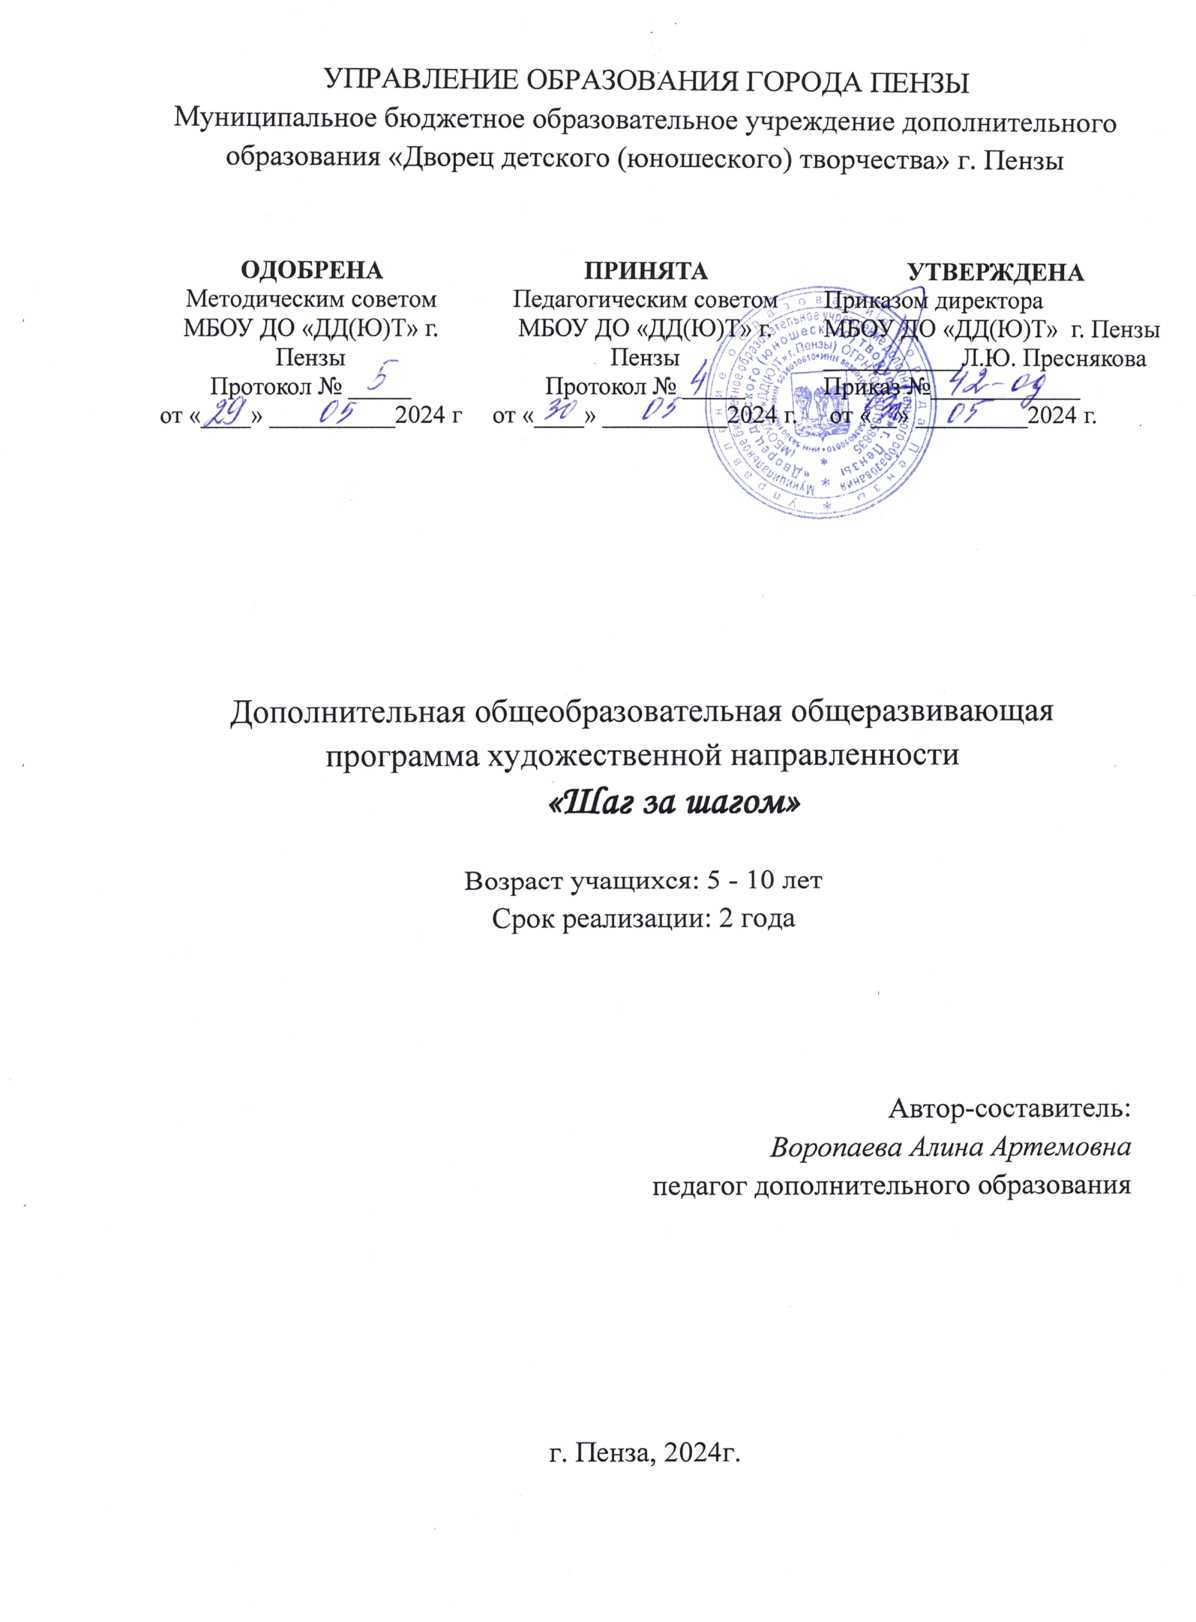 УПРАВЛЕНИЕ ОБРАЗОВАНИЯ ГОРОДА ПЕНЗЫ
Муниципальное бюджетное образовательное учреждение дополнительного
образования «Дворец детского (юношеского) творчества» г. Пензы
ОДОБРЕНА
Методическим советом
МБОУ ДО «ДД(Ю)Т» г.
Пензы
Протокол № 5
от «29» 05 2024 г
ПРИНЯТА
Педагогическим советом
МБОУ ДО «ДД(Ю)Т» г.
Пензы
Протокол № 4
от «30» 05 2024 г.
УТВЕРЖДЕНА
Приказом директора
МБОУ ДО «ДД(Ю)Т» г. Пензы
Л.Ю. Преснякова
Приказ № 42-од
от « » 05 2024 г.
Дополнительная общеобразовательная общеразвивающая
программа художественной направленности
«Шаг за шагом»
Возраст учащихся: 5 - 10 лет
Срок реализации: 2 года
Автор-составитель:
Воропаева Алина Артемовна
педагог дополнительного образования
г. Пенза, 2024г.